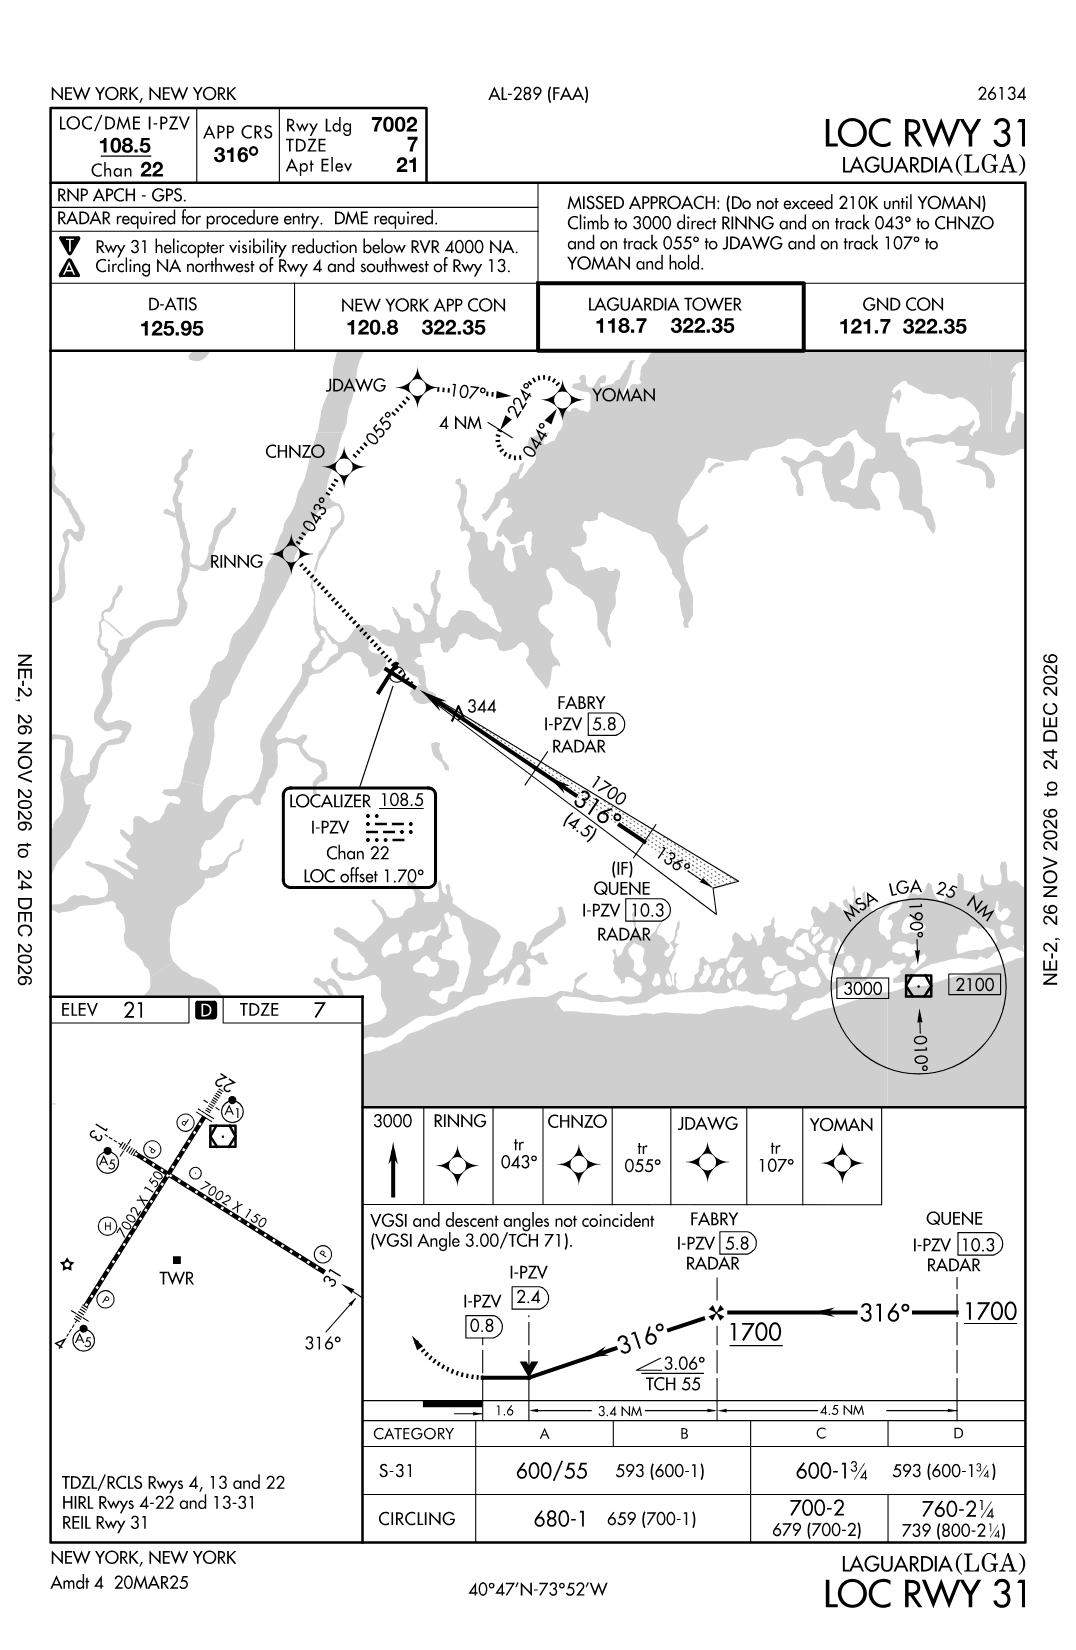 NEW YORK, NEW YORK
AL-289 (FAA)
26134
LOC/DME I-PZV
108.5
Chan 22
APP CRS
316°
Rwy Ldg 7002
TDZE 7
Apt Elev 21
LOC RWY 31
LAGUARDIA (LGA)
RNP APCH - GPS.
RADAR required for procedure entry. DME required.
T Rwy 31 helicopter visibility reduction below RVR 4000 NA.
A Circling NA northwest of Rwy 4 and southwest of Rwy 13.
MISSED APPROACH: (Do not exceed 210K until YOMAN)
Climb to 3000 direct RINNG and on track 043° to CHNZO
and on track 055° to JDAWG and on track 107° to
YOMAN and hold.
D-ATIS
125.95
NEW YORK APP CON
120.8 322.35
LAGUARDIA TOWER
118.7 322.35
GND CON
121.7 322.35
JDAWG
107°
224°
044°
4 NM
YOMAN
055°
CHNZO
043°
RINNG
344
FABRY
I-PZV 5.8
RADAR
1700
316°
(4.5)
136°
(IF)
QUENE
I-PZV 10.3
RADAR
LOCALIZER 108.5
I-PZV
Chan 22
LOC offset 1.70°
MSA LGA 25 NM
190°
3000
2100
010°
NE-2, 26 NOV 2026 to 24 DEC 2026
NE-2, 26 NOV 2026 to 24 DEC 2026
ELEV 21
D
TDZE 7
22
A1
P
13
A5
P
7002 X 150
7002 X 150
H
TWR
P
31
316°
P
4
A5
TDZL/RCLS Rwys 4, 13 and 22
HIRL Rwys 4-22 and 13-31
REIL Rwy 31
3000
RINNG
tr
043°
CHNZO
tr
055°
JDAWG
tr
107°
YOMAN
VGSI and descent angles not coincident
(VGSI Angle 3.00/TCH 71).
FABRY
I-PZV 5.8
RADAR
QUENE
I-PZV 10.3
RADAR
I-PZV
2.4
I-PZV
0.8
316°
1700
316°
1700
3.06°
TCH 55
1.6
3.4 NM
4.5 NM
CATEGORY A B C D
S-31 600/55 593 (600-1) 600-1¾ 593 (600-1¾)
CIRCLING 680-1 659 (700-1) 700-2 679 (700-2) 760-2¼ 739 (800-2¼)
NEW YORK, NEW YORK
Amdt 4 20MAR25
40°47'N-73°52'W
LAGUARDIA (LGA)
LOC RWY 31